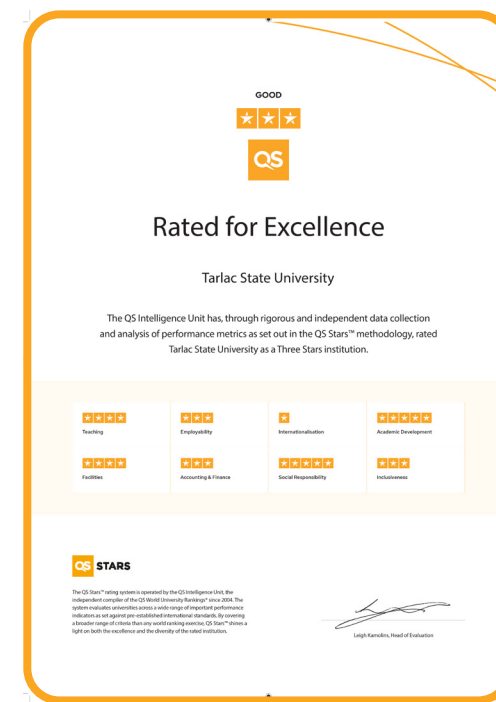 GOOD
QS
Rated for Excellence
Tarlac State University
The QS Intelligence Unit has, through rigorous and independent data collection
and analysis of performance metrics as set out in the QS Stars™ methodology, rated
Tarlac State University as a Three Stars institution.
Teaching
Employability
Internationalisation
Academic Development
Facilities
Accounting & Finance
Social Responsibility
Inclusiveness
QS STARS
The QS Stars™ rating system is operated by the QS Intelligence Unit, the
independent compiler of the QS World University Rankings® since 2004. The
system evaluates universities across a wide range of important performance
indicators as set against pre-established international standards. By covering
a broader range of criteria than any world ranking exercise, QS Stars™ shines a
light on both the excellence and the diversity of the rated institution.
Leigh Kamolins, Head of Evaluation